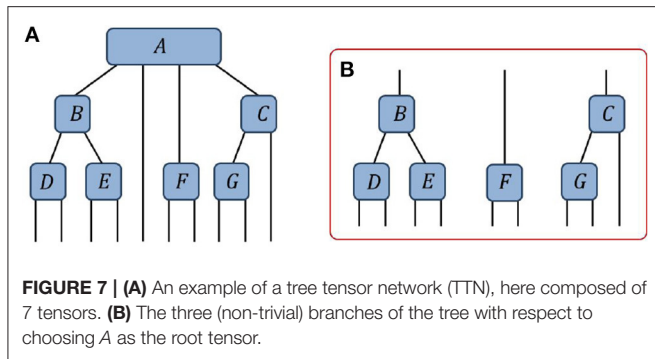 A
A
B
B
C
B
C
D
E
F
G
D
E
F
G
FIGURE 7 | (A) An example of a tree tensor network (TTN), here composed of
7 tensors. (B) The three (non-trivial) branches of the tree with respect to
choosing A as the root tensor.